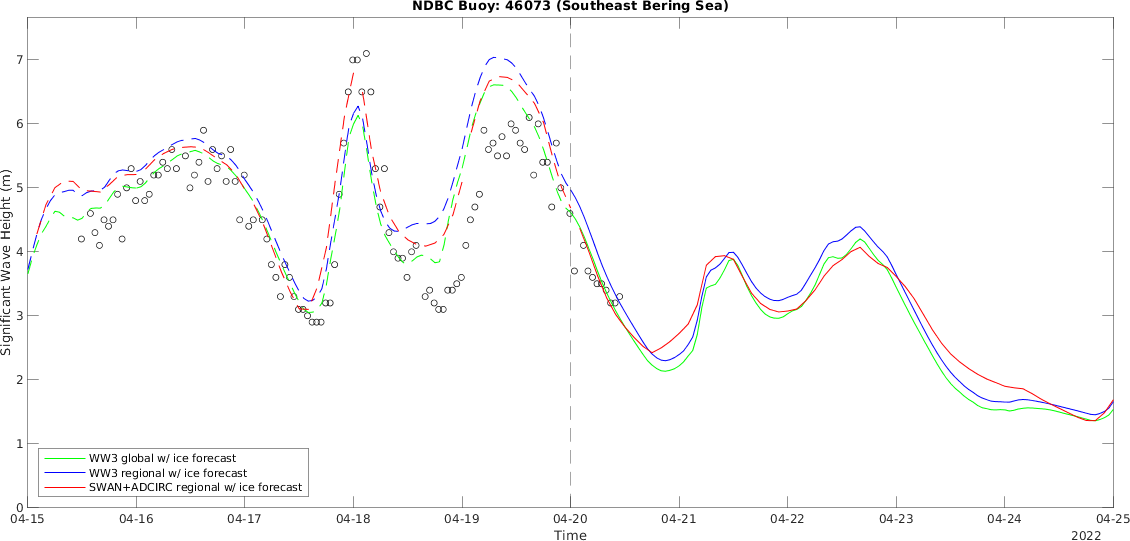 NDBC Buoy: 46073 (Southeast Bering Sea)
Significant Wave Height (m)
7
6
5
4
3
2
1
0
WW3 global w/ ice forecast
WW3 regional w/ ice forecast
SWAN+ADCIRC regional w/ ice forecast
04-15 04-16 04-17 04-18 04-19 04-20 04-21 04-22 04-23 04-24 04-25
Time
2022